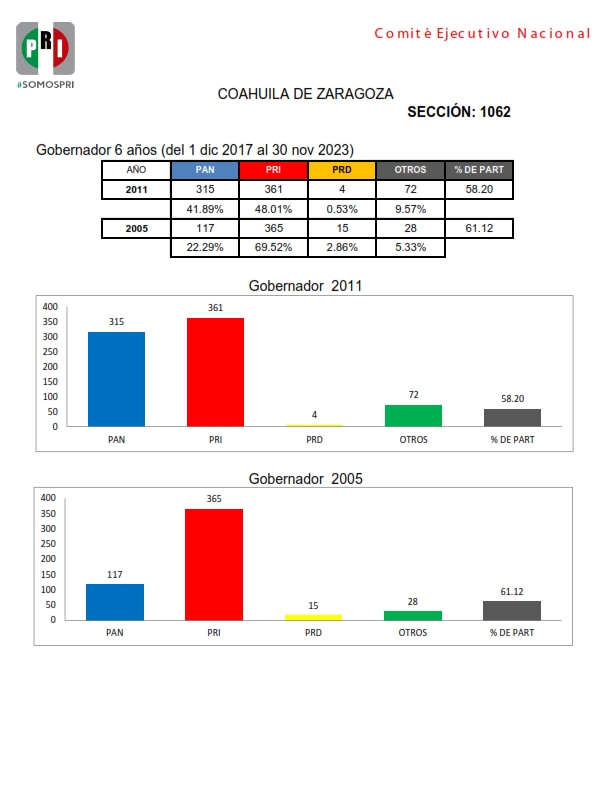 PRI
#SOMOSPRI
Comité Ejecutivo Nacional
COAHUILA DE ZARAGOZA
SECCIÓN: 1062
Gobernador 6 años (del 1 dic 2017 al 30 nov 2023)
AÑO PAN PRI PRD OTROS % DE PART
2011 315 361 4 72 58.20
41.89% 48.01% 0.53% 9.57%
2005 117 365 15 28 61.12
22.29% 69.52% 2.86% 5.33%
Gobernador 2011
400
350
300
250
200
150
100
50
0
315
361
4
72
58.20
PAN PRI PRD OTROS % DE PART
Gobernador 2005
400
350
300
250
200
150
100
50
0
117
365
15
28
61.12
PAN PRI PRD OTROS % DE PART